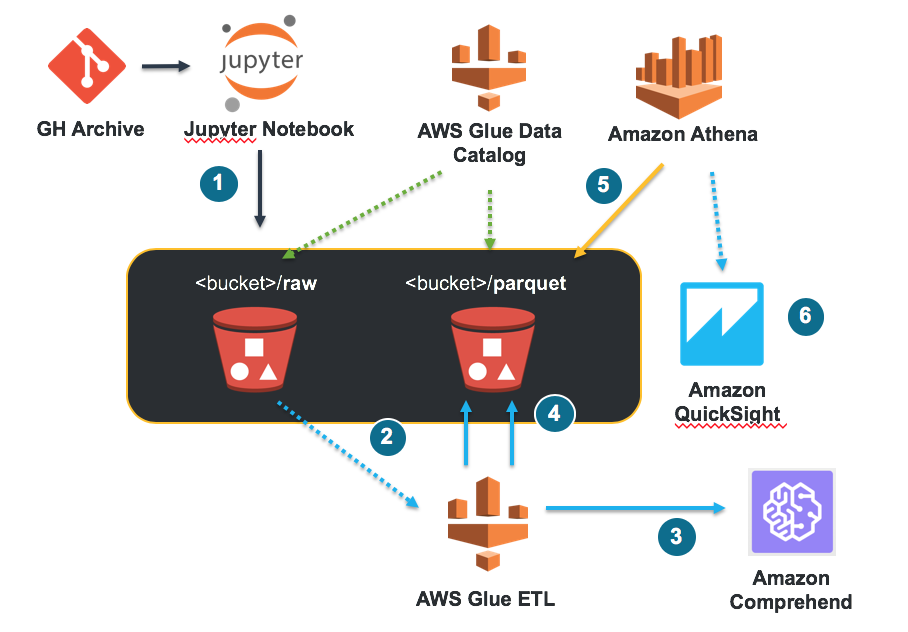 jupyter
GH Archive
Jupyter Notebook
AWS Glue Data
Catalog
Amazon Athena
1
5
<bucket>/raw
<bucket>/parquet
6
Amazon
QuickSight
4
2
3
AWS Glue ETL
Amazon
Comprehend